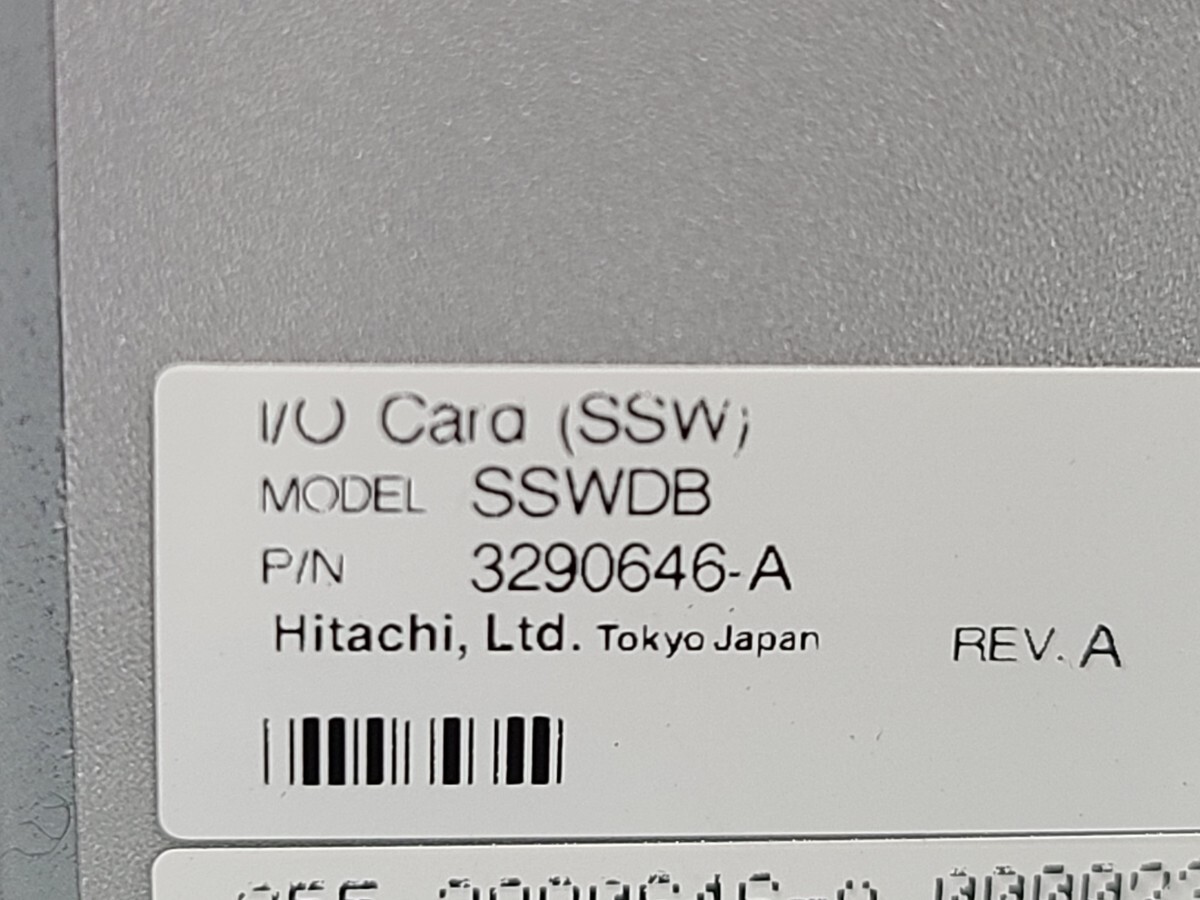 I/O Card (SSW)
MODEL SSWDB
P/N 3290646-A
Hitachi, Ltd. Tokyo Japan REV. A